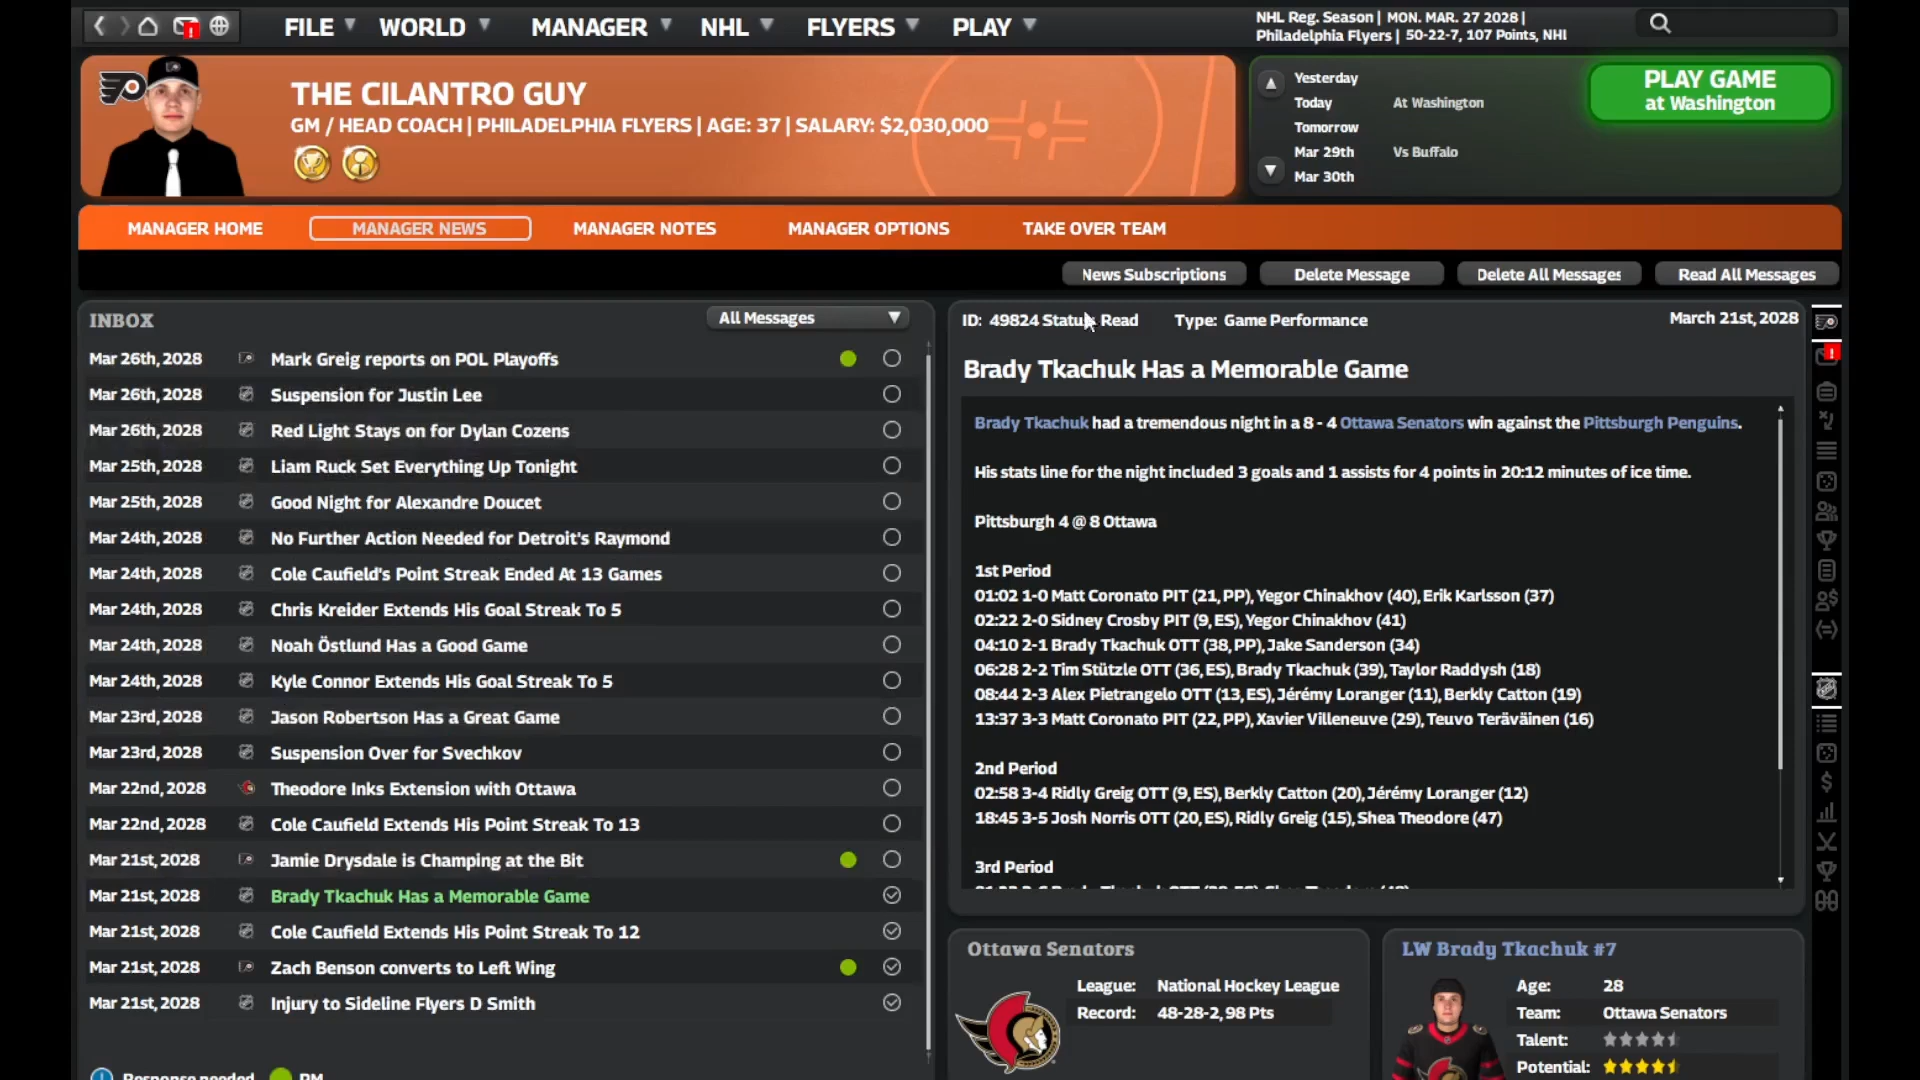 FILE WORLD MANAGER NHL FLYERS PLAY
NHL Reg. Season | MON. MAR. 27 2028 |
Philadelphia Flyers | 50-22-7, 107 Points, NHl
THE CILANTRO GUY
GM / HEAD COACH | PHILADELPHIA FLYERS | AGE: 37 | SALARY: $2,030,000
Yesterday
Today At Washington
Tomorrow
Mar 29th Vs Buffalo
Mar 30th
PLAY GAME
at Washington
MANAGER HOME MANAGER NEWS MANAGER NOTES MANAGER OPTIONS TAKE OVER TEAM
News Subscriptions Delete Message Delete All Messages Read All Messages
INBOX All Messages
Mar 26th, 2028 Mark Greig reports on POL Playoffs
Mar 26th, 2028 Suspension for Justin Lee
Mar 26th, 2028 Red Light Stays on for Dylan Cozens
Mar 25th, 2028 Liam Ruck Set Everything Up Tonight
Mar 25th, 2028 Good Night for Alexandre Doucet
Mar 24th, 2028 No Further Action Needed for Detroit's Raymond
Mar 24th, 2028 Cole Caufield's Point Streak Ended At 13 Games
Mar 24th, 2028 Chris Kreider Extends His Goal Streak To 5
Mar 24th, 2028 Noah Östlund Has a Good Game
Mar 24th, 2028 Kyle Connor Extends His Goal Streak To 5
Mar 23rd, 2028 Jason Robertson Has a Great Game
Mar 23rd, 2028 Suspension Over for Svechkov
Mar 22nd, 2028 Theodore Inks Extension with Ottawa
Mar 22nd, 2028 Cole Caufield Extends His Point Streak To 13
Mar 21st, 2028 Jamie Drysdale is Champing at the Bit
Mar 21st, 2028 Brady Tkachuk Has a Memorable Game
Mar 21st, 2028 Cole Caufield Extends His Point Streak To 12
Mar 21st, 2028 Zach Benson converts to Left Wing
Mar 21st, 2028 Injury to Sideline Flyers D Smith
Response needed PM
ID: 49824 Status: Read Type: Game Performance March 21st, 2028
Brady Tkachuk Has a Memorable Game
Brady Tkachuk had a tremendous night in a 8 - 4 Ottawa Senators win against the Pittsburgh Penguins.
His stats line for the night included 3 goals and 1 assists for 4 points in 20:12 minutes of ice time.
Pittsburgh 4 @ 8 Ottawa
1st Period
01:02 1-0 Matt Coronato PIT (21, PP), Yegor Chinakhov (40), Erik Karlsson (37)
02:22 2-0 Sidney Crosby PIT (9, ES), Yegor Chinakhov (41)
04:10 2-1 Brady Tkachuk OTT (38, PP), Jake Sanderson (34)
06:28 2-2 Tim Stützle OTT (36, ES), Brady Tkachuk (39), Taylor Raddysh (18)
08:44 2-3 Alex Pietrangelo OTT (13, ES), Jérémy Loranger (11), Berkly Catton (19)
13:37 3-3 Matt Coronato PIT (22, PP), Xavier Villeneuve (29), Teuvo Teräväinen (16)
2nd Period
02:58 3-4 Ridly Greig OTT (9, ES), Berkly Catton (20), Jérémy Loranger (12)
18:45 3-5 Josh Norris OTT (20, ES), Ridly Greig (15), Shea Theodore (47)
3rd Period
Ottawa Senators
League: National Hockey League
Record: 48-28-2, 98 Pts
LW Brady Tkachuk #7
Age: 28
Team: Ottawa Senators
Talent:
Potential: